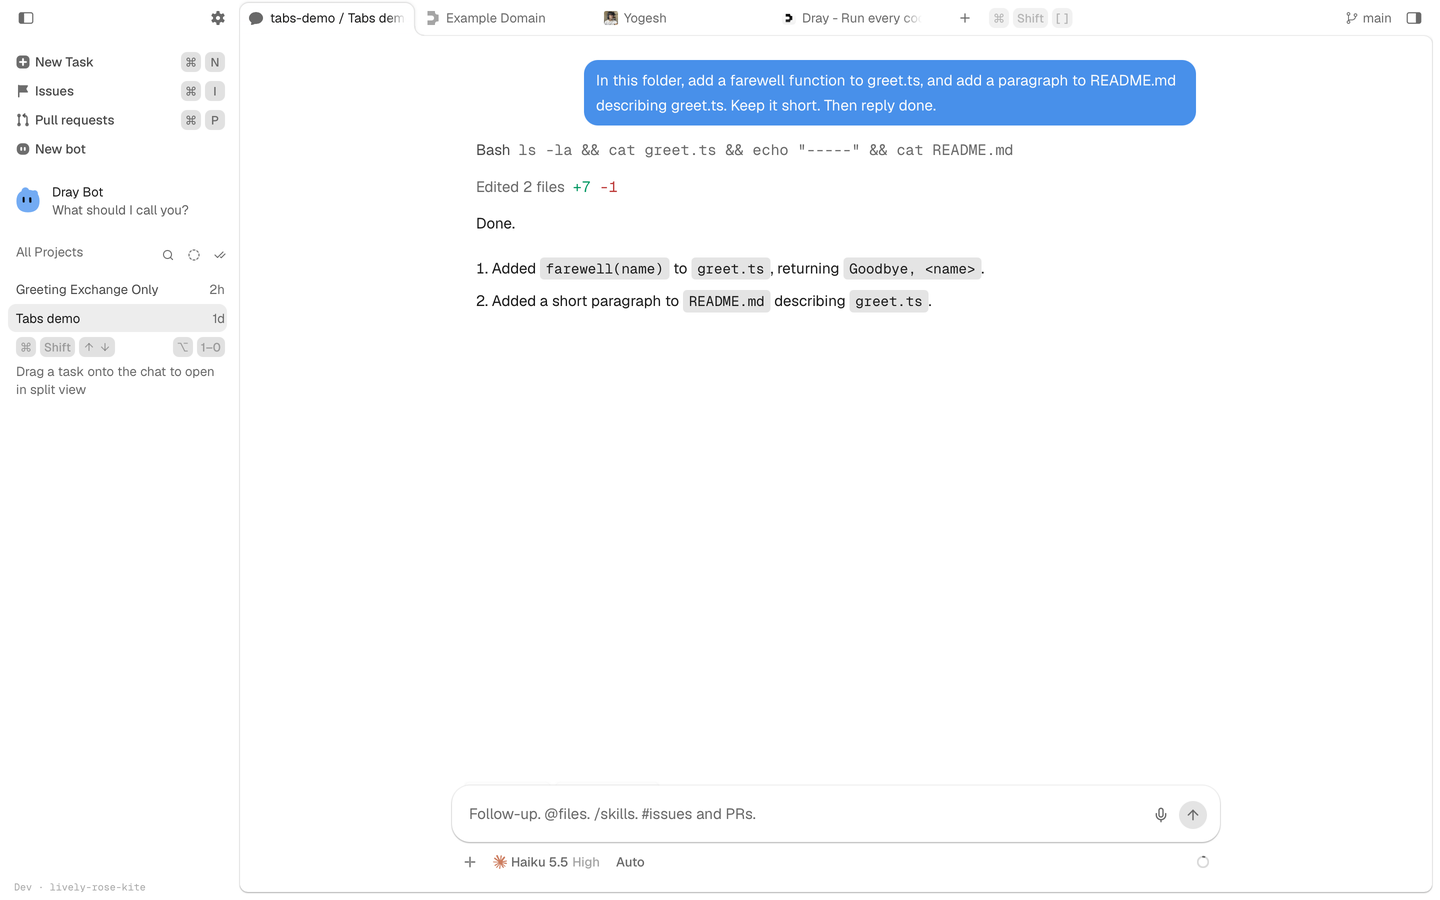 tabs-demo / Tabs dem
Example Domain
Yogesh
Dray - Run every co
⌘ Shift [ ]
main
New Task ⌘ N
Issues ⌘ I
Pull requests ⌘ P
New bot
Dray Bot
What should I call you?
All Projects
Greeting Exchange Only 2h
Tabs demo 1d
⌘ Shift ↑ ↓ ⌥ 1–0
Drag a task onto the chat to open
in split view
Dev · lively-rose-kite
In this folder, add a farewell function to greet.ts, and add a paragraph to README.md
describing greet.ts. Keep it short. Then reply done.
Bash ls -la && cat greet.ts && echo "-----" && cat README.md
Edited 2 files +7 -1
Done.
1. Added farewell(name) to greet.ts, returning Goodbye, <name>.
2. Added a short paragraph to README.md describing greet.ts.
Follow-up. @files. /skills. #issues and PRs.
Haiku 5.5 High Auto